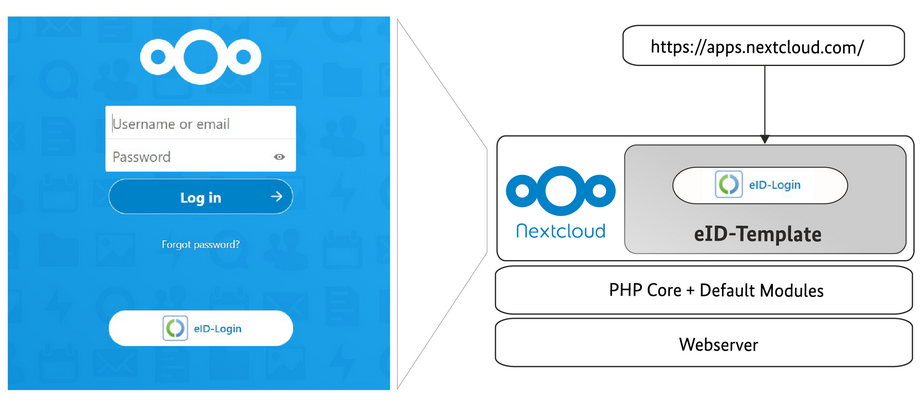 Username or email
Password
Log in
Forgot password?
eID-Login
https://apps.nextcloud.com/
Nextcloud
eID-Login
eID-Template
PHP Core + Default Modules
Webserver